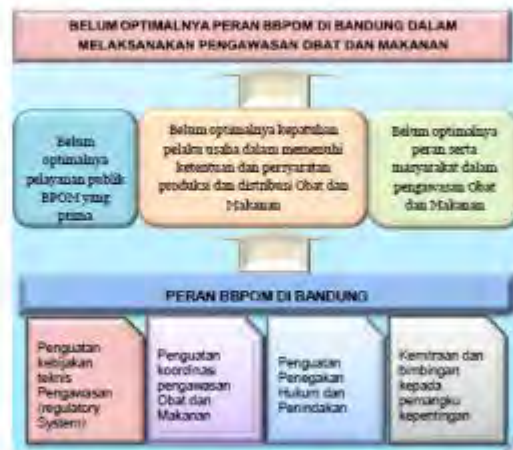 BELUM OPTIMALNYA PERAN BBPOM DI BANDUNG DALAM
MELAKSANAKAN PENGAWASAN OBAT DAN MAKANAN
Belum
optimalnya
pelayanan publik
BPOM yang
prima
Belum optimalnya kepatuhan
pelaku usaha dalam memenuhi
ketentuan dan persyaratan
produksi dan distribusi Obat dan
Makanan
Belum optimalnya
peran serta
masyarakat dalam
pengawasan Obat
dan Makanan
PERAN BBPOM DI BANDUNG
Penguatan
kebijakan
teknis
Pengawasan
(regulatory
System)
Penguatan
koordinasi
pengawasan
Obat dan
Makanan
Penguatan
Penegakan
Hukum dan
Penindakan
Kemitraan dan
bimbingan
kepada
pemangku
kepentingan